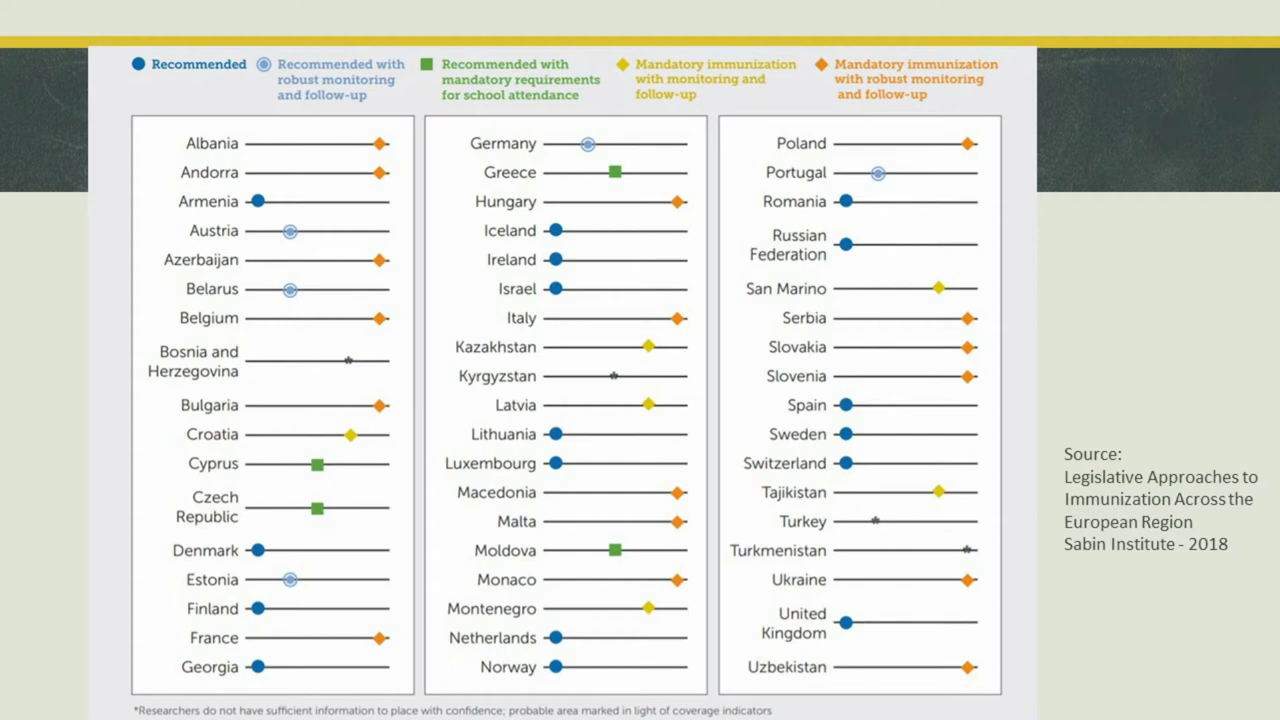 Recommended
Recommended with
robust monitoring
and follow-up
Recommended with
mandatory requirements
for school attendance
Mandatory immunization
with monitoring and
follow-up
Mandatory immunization
with robust monitoring
and follow-up
Albania
Andorra
Armenia
Austria
Azerbaijan
Belarus
Belgium
Bosnia and
Herzegovina
*
Bulgaria
Croatia
Cyprus
Czech
Republic
Denmark
Estonia
Finland
France
Georgia
Germany
Greece
Hungary
Iceland
Ireland
Israel
Italy
Kazakhstan
Kyrgyzstan *
Latvia
Lithuania
Luxembourg
Macedonia
Malta
Moldova
Monaco
Montenegro
Netherlands
Norway
Poland
Portugal
Romania
Russian
Federation
San Marino
Serbia
Slovakia
Slovenia
Spain
Sweden
Switzerland
Tajikistan
Turkey *
Turkmenistan *
Ukraine
United
Kingdom
Uzbekistan
Source:
Legislative Approaches to
Immunization Across the
European Region
Sabin Institute - 2018
*Researchers do not have sufficient information to place with confidence; probable area marked in light of coverage indicators